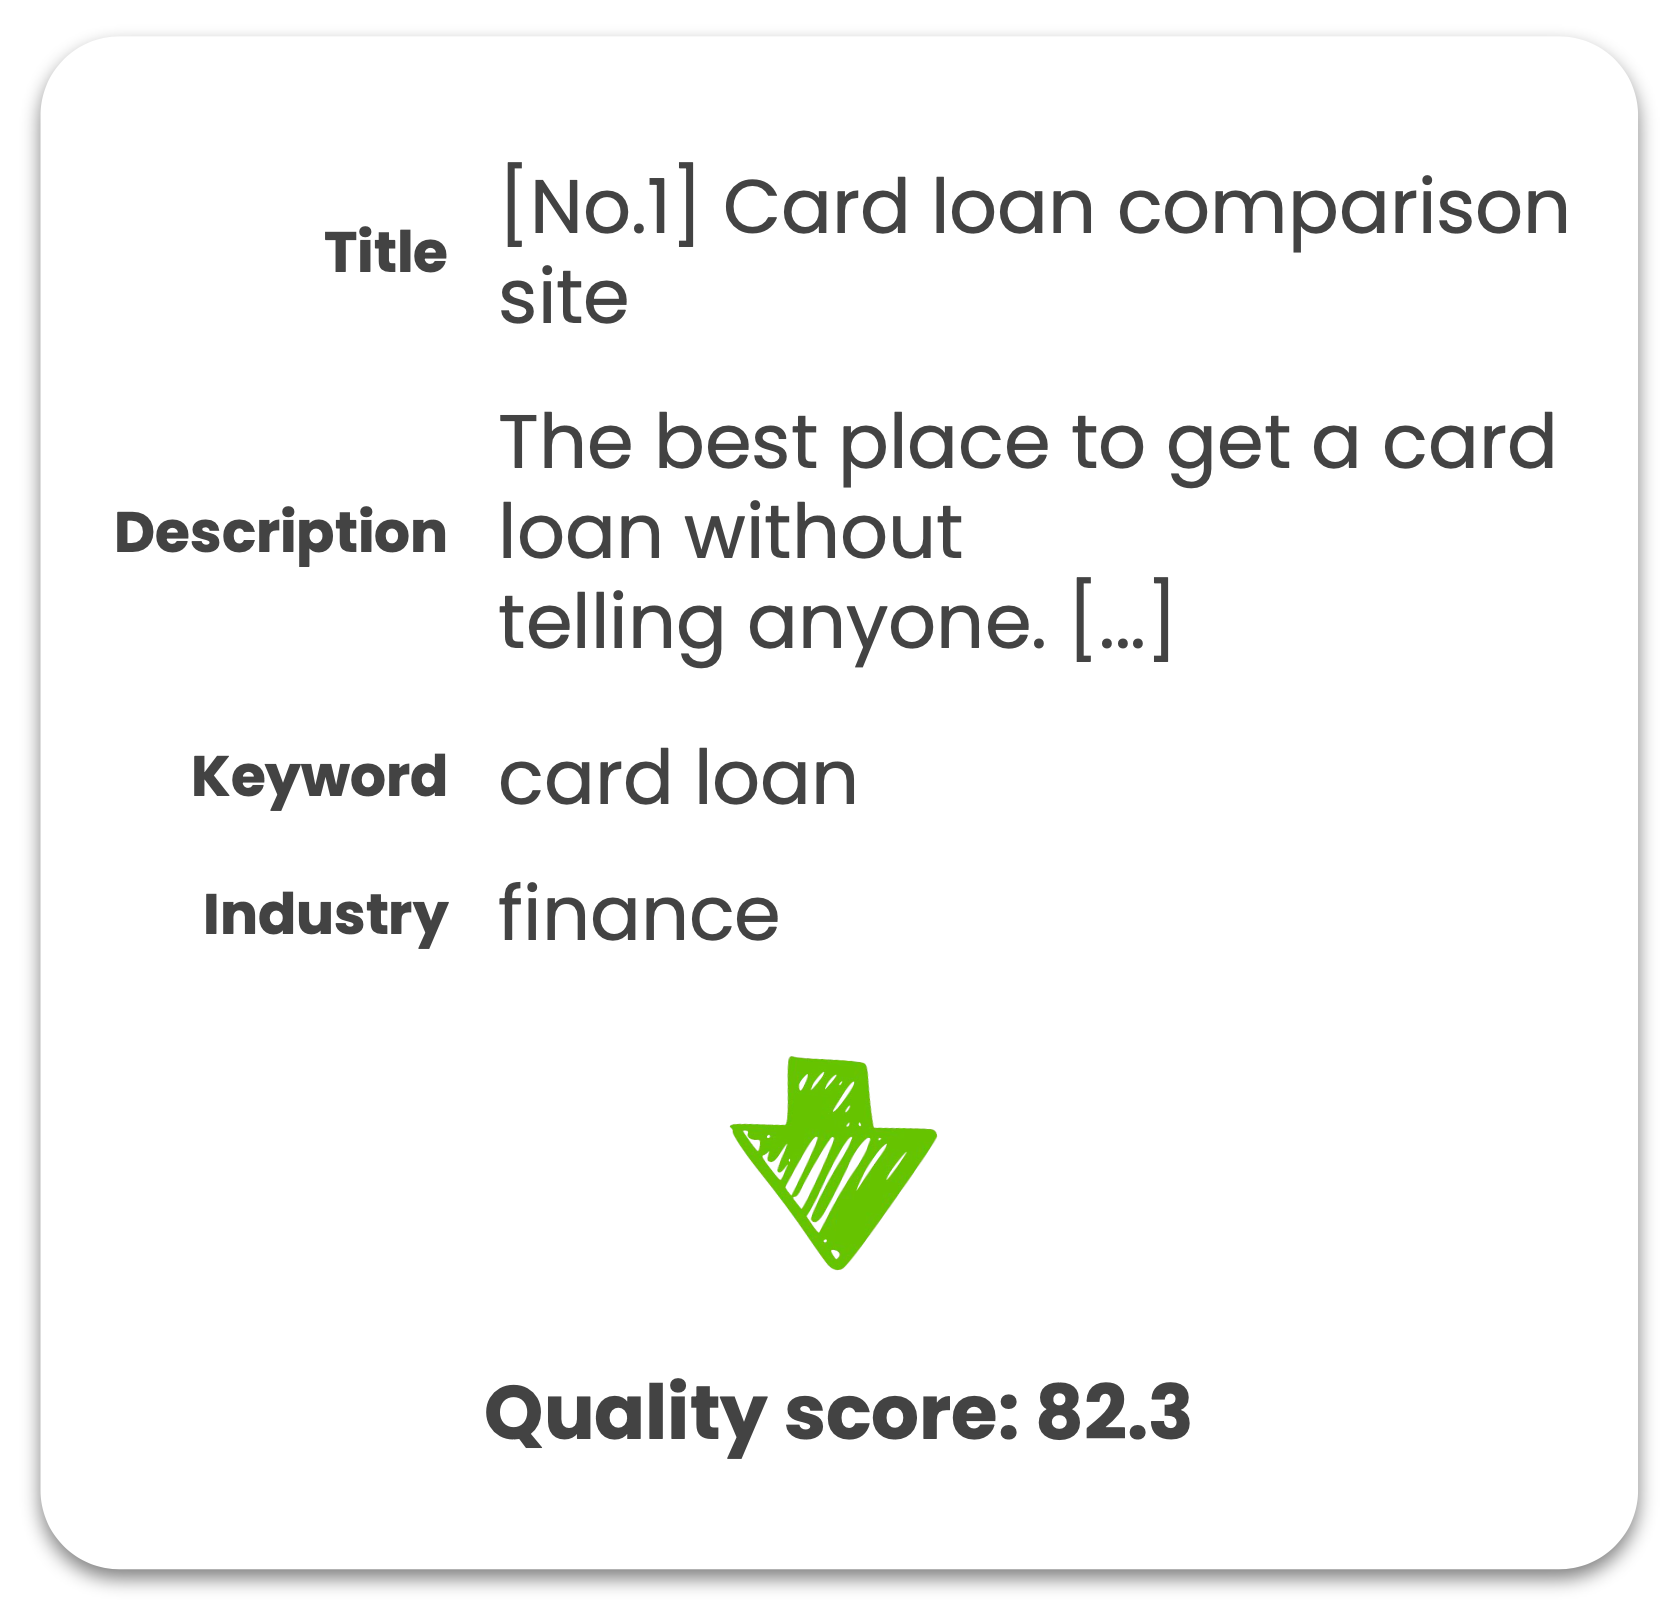 Title
[No.1] Card loan comparison
site
Description
The best place to get a card
loan without
telling anyone. [...]
Keyword
card loan
Industry
finance
Quality score: 82.3